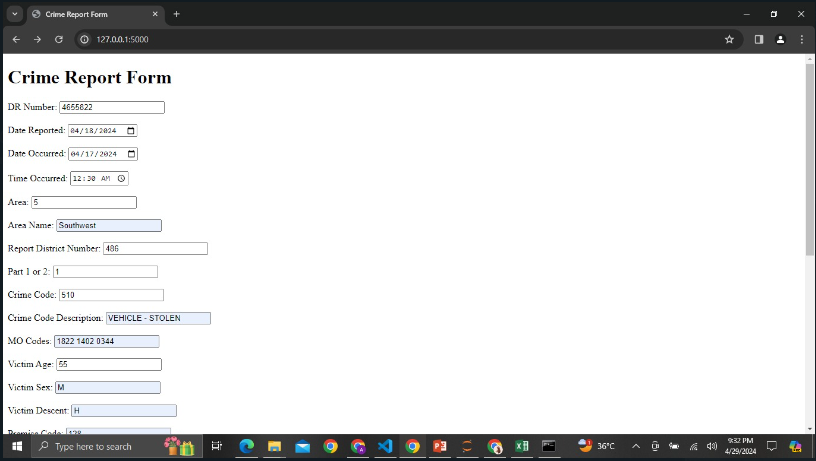 Crime Report Form
127.0.0.1:5000
Crime Report Form
DR Number: 4655822
Date Reported: 04/18/2024
Date Occurred: 04/17/2024
Time Occurred: 12:30 AM
Area: 5
Area Name: Southwest
Report District Number: 486
Part 1 or 2: 1
Crime Code: 510
Crime Code Description: VEHICLE - STOLEN
MO Codes: 1822 1402 0344
Victim Age: 55
Victim Sex: M
Victim Descent: H
Premise Code: 128
Type here to search
36°C
9:32 PM
4/29/2024